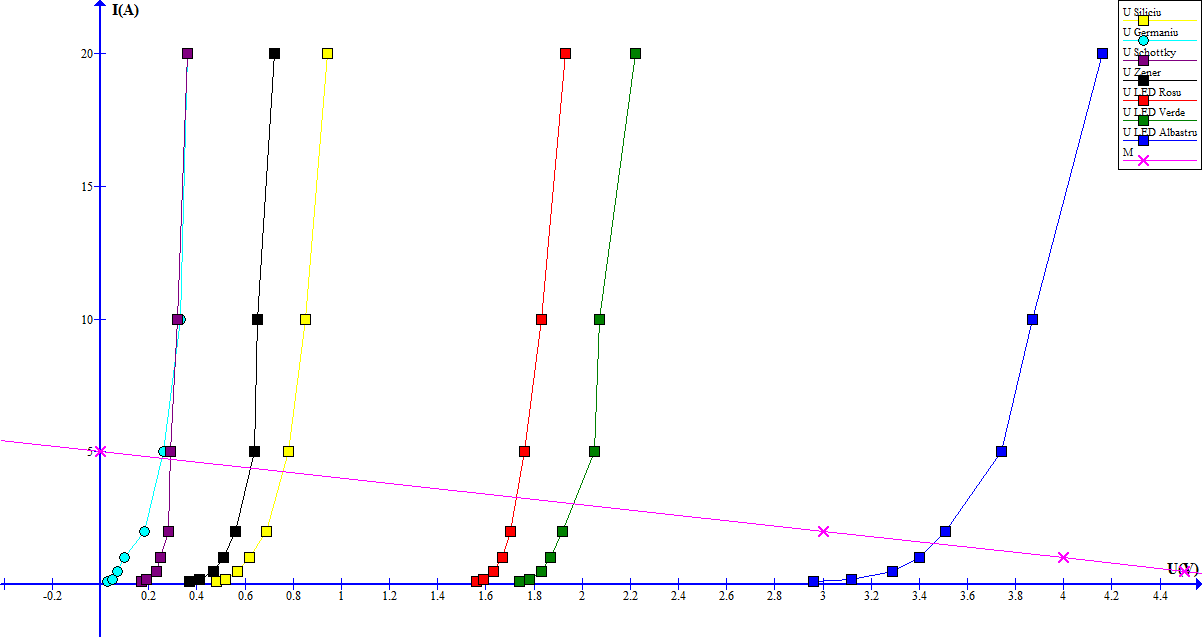 I(A)
20
15
10
5
U(V)
-0.2
0.2
0.4
0.6
0.8
1
1.2
1.4
1.6
1.8
2
2.2
2.4
2.6
2.8
3
3.2
3.4
3.6
3.8
4
4.2
4.4
U Siliciu
U Germaniu
U Schottky
U Zener
U LED Rosu
U LED Verde
U LED Albastru
M